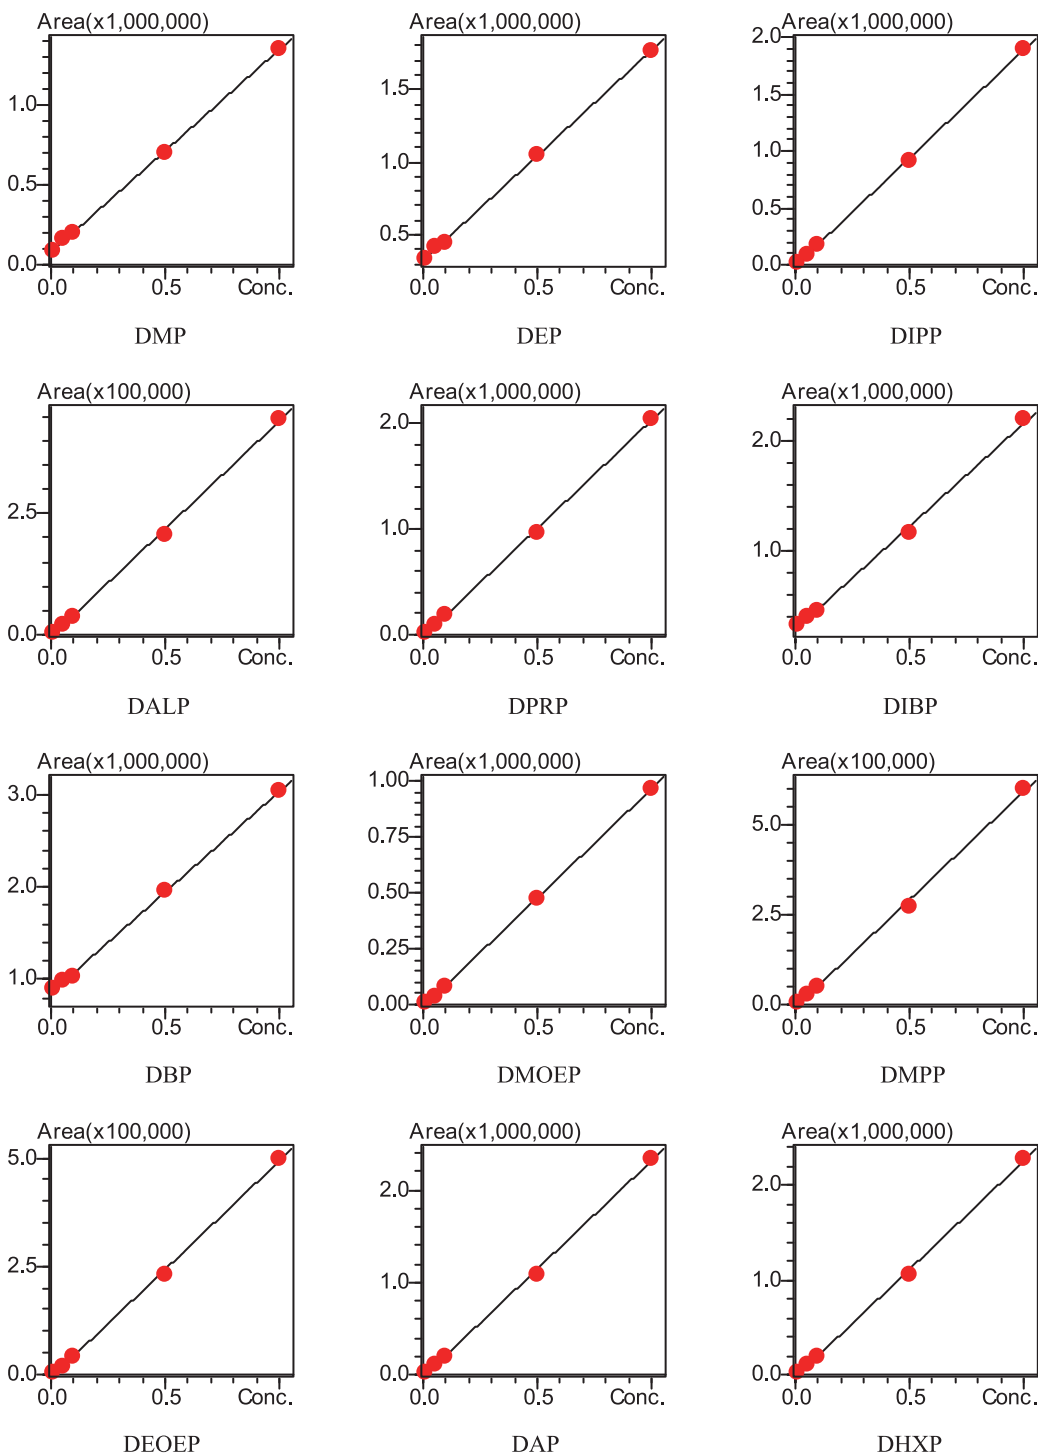 Area(x1,000,000)
1.0
0.5
0.0
0.0 0.5 Conc.
DMP
Area(x1,000,000)
1.5
1.0
0.5
0.0 0.5 Conc.
DEP
Area(x1,000,000)
2.0
1.5
1.0
0.5
0.0
0.0 0.5 Conc.
DIPP
Area(x100,000)
2.5
0.0
0.0 0.5 Conc.
DALP
Area(x1,000,000)
2.0
1.0
0.0
0.0 0.5 Conc.
DPRP
Area(x1,000,000)
2.0
1.0
0.0 0.5 Conc.
DIBP
Area(x1,000,000)
3.0
2.0
1.0
0.0 0.5 Conc.
DBP
Area(x1,000,000)
1.00
0.75
0.50
0.25
0.00
0.0 0.5 Conc.
DMOEP
Area(x100,000)
5.0
2.5
0.0
0.0 0.5 Conc.
DMPP
Area(x100,000)
5.0
2.5
0.0
0.0 0.5 Conc.
DEOEP
Area(x1,000,000)
2.0
1.0
0.0
0.0 0.5 Conc.
DAP
Area(x1,000,000)
2.0
1.0
0.0
0.0 0.5 Conc.
DHXP